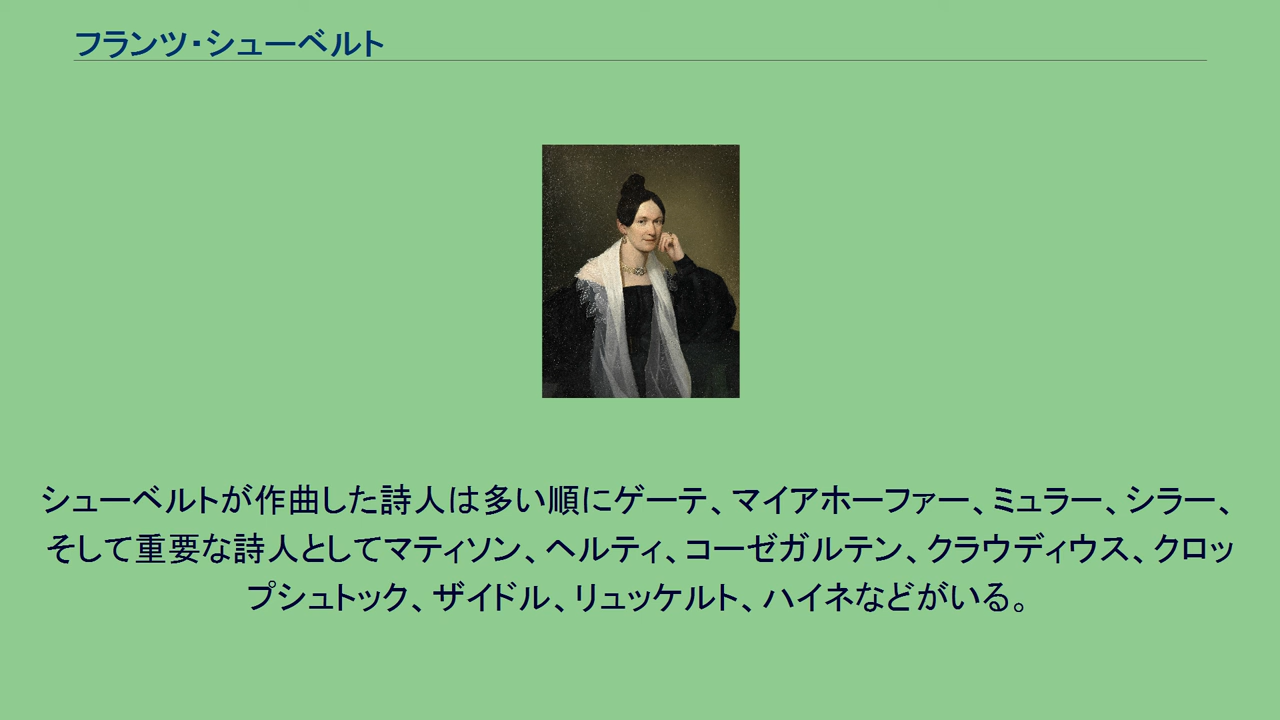 フランツ・シューベルト
シューベルトが作曲した詩人は多い順にゲーテ、マイアホーファー、ミュラー、シラー、
そして重要な詩人としてマティソン、ヘルティ、コーゼガルテン、クラウディウス、クロッ
プシュトック、ザイドル、リュッケルト、ハイネなどがいる。